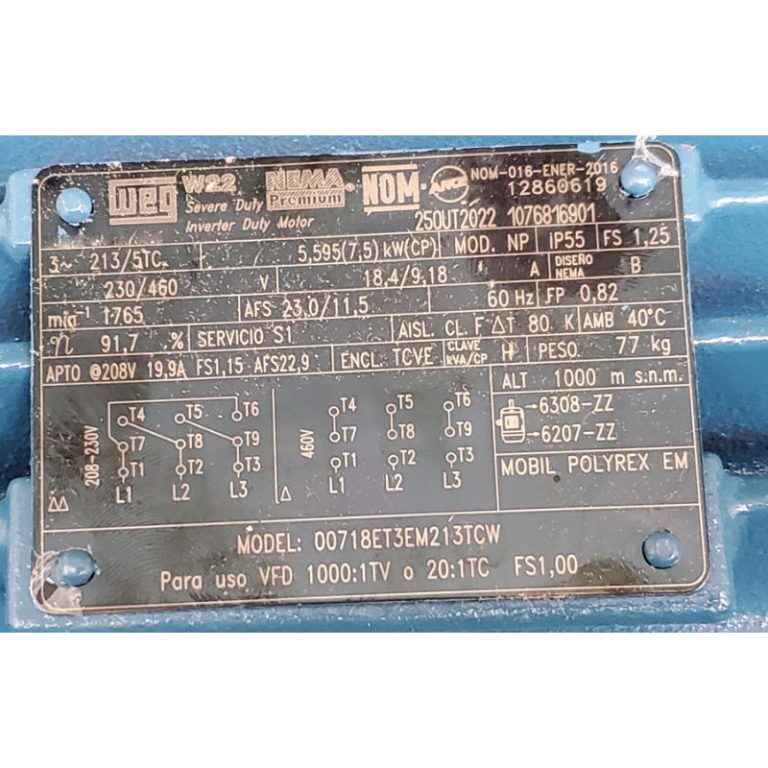 WEG W22 NEMA Premium® NOM-ANCE NOM-016-ENER-2016
Severe Duty 12860619
Inverter Duty Motor 25OUT2022 1076816901
3~ 213/5TC 5,595(7,5) kW(CP) MOD. NP IP55 FS 1,25
230/460 V 18,4/9,18 A DISEÑO NEMA B
min⁻¹ 1765 AFS 23,0/11,5 60 Hz FP 0,82
η 91,7 % SERVICIO S1 AISL. CL. F ΔT 80 K AMB 40°C
APTO @208V 19,9A FS1,15 AFS22,9 ENCL. TCVE CLAVE kVA/CP H PESO. 77 kg
ALT 1000 m s.n.m.
208-230V
T4 T5 T6
T7 T8 T9
T1 T2 T3
L1 L2 L3
ΔΔ
460V
T4 T5 T6
T7 T8 T9
T1 T2 T3
L1 L2 L3
Δ
6308-ZZ
6207-ZZ
MOBIL POLYREX EM
MODEL: 00718ET3EM213TCW
Para uso VFD 1000:1TV o 20:1TC FS1,00